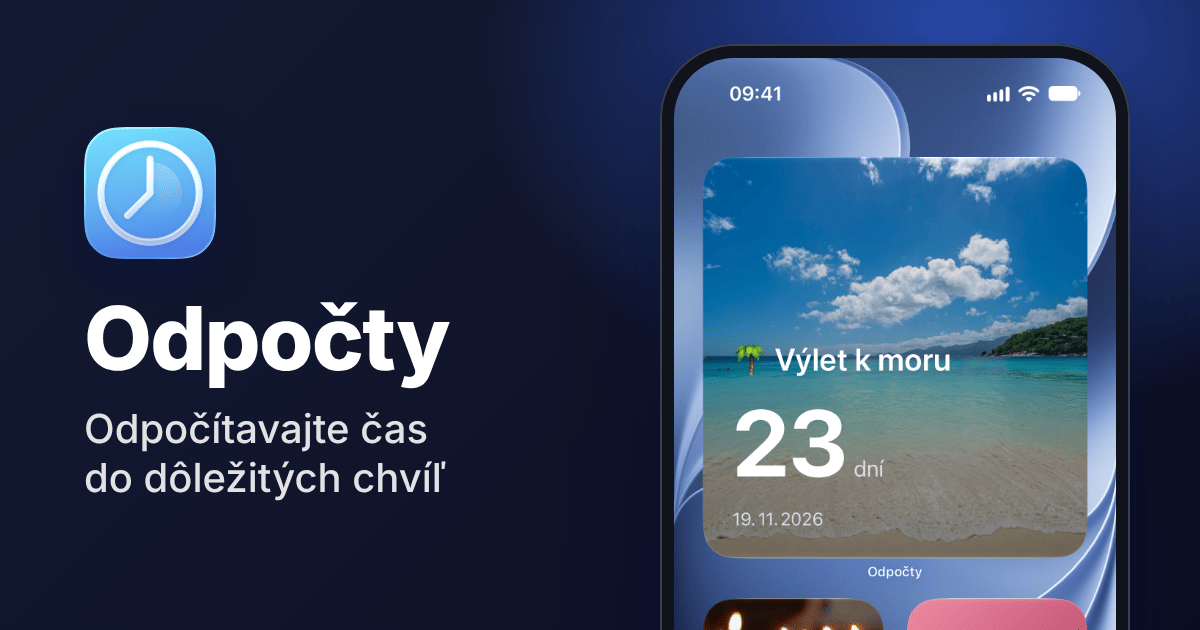 Odpočty
Odpočítavajte čas
do dôležitých chvíľ
09:41
🌴 Výlet k moru
23 dní
19. 11. 2026
Odpočty